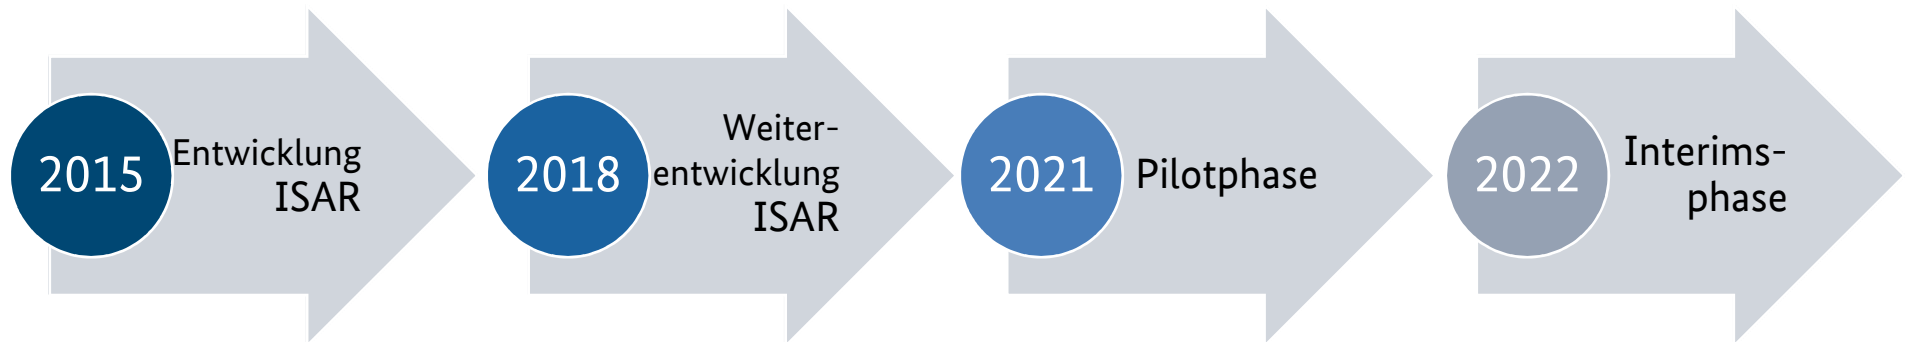 2015
Entwicklung
ISAR
2018
Weiter-
entwicklung
ISAR
2021
Pilotphase
2022
Interims-
phase